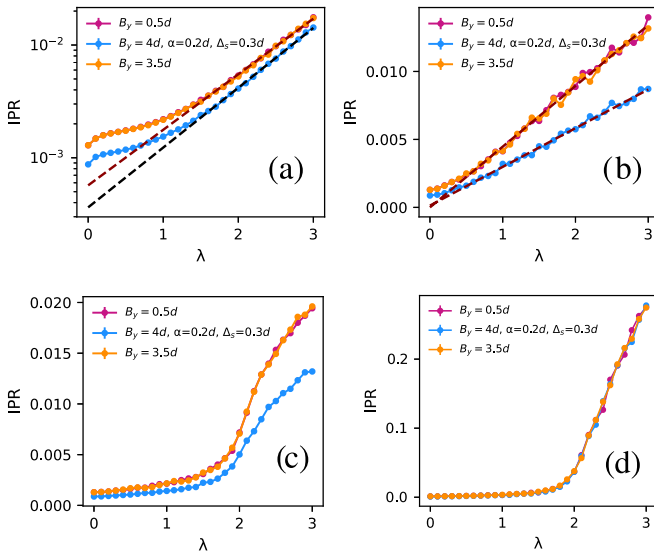 B_y = 0.5d
B_y = 4d, α=0.2d, Δ_s=0.3d
B_y = 3.5d
10^−2
10^−3
IPR
(a)
0 1 2 3
λ
B_y = 0.5d
B_y = 4d, α=0.2d, Δ_s=0.3d
B_y = 3.5d
0.010
0.005
0.000
IPR
(b)
0 1 2 3
λ
B_y = 0.5d
B_y = 4d, α=0.2d, Δ_s=0.3d
B_y = 3.5d
0.020
0.015
0.010
0.005
0.000
IPR
(c)
0 1 2 3
λ
B_y = 0.5d
B_y = 4d, α=0.2d, Δ_s=0.3d
B_y = 3.5d
0.2
0.1
0.0
IPR
(d)
0 1 2 3
λ